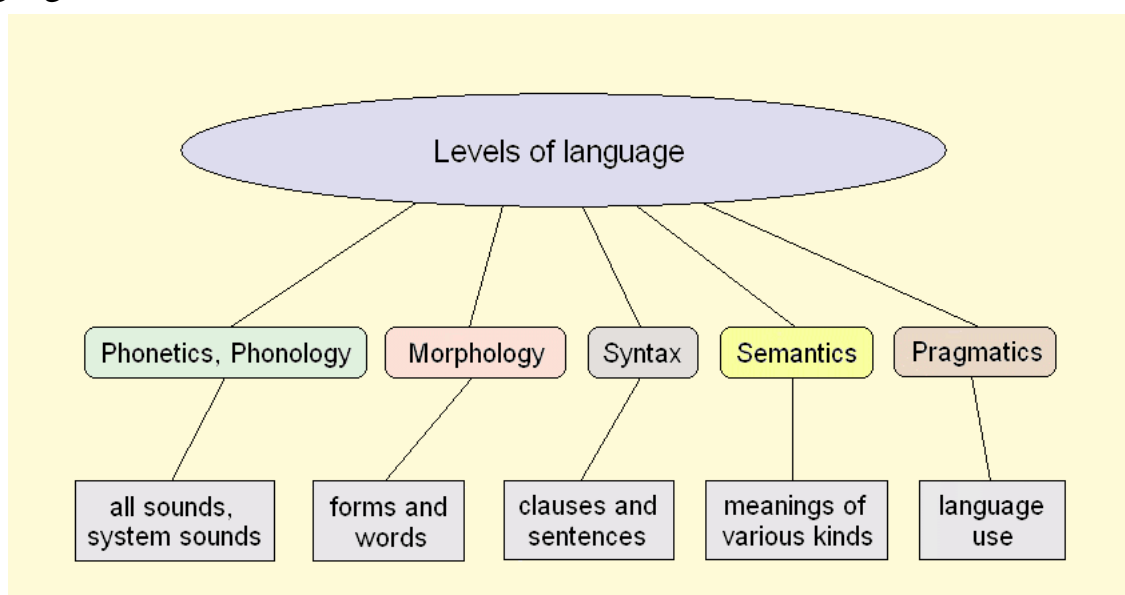 Levels of language
Phonetics, Phonology
Morphology
Syntax
Semantics
Pragmatics
all sounds,
system sounds
forms and
words
clauses and
sentences
meanings of
various kinds
language
use